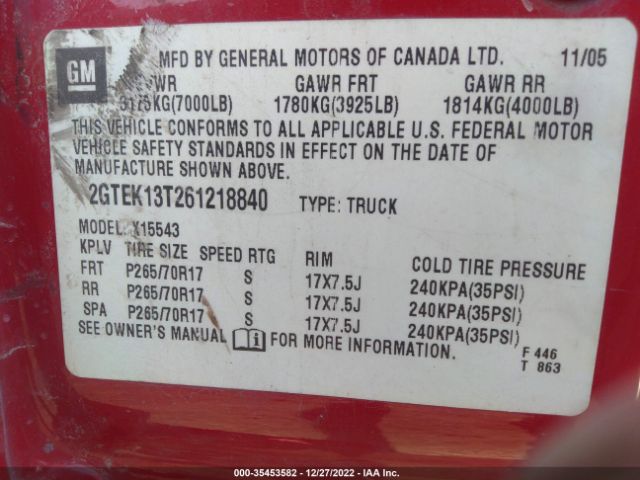 GM MFD BY GENERAL MOTORS OF CANADA LTD. 11/05
GAWR FRT GAWR RR
3175KG(7000LB) 1780KG(3925LB) 1814KG(4000LB)
THIS VEHICLE CONFORMS TO ALL APPLICABLE U.S. FEDERAL MOTOR
VEHICLE SAFETY STANDARDS IN EFFECT ON THE DATE OF
MANUFACTURE SHOWN ABOVE.
2GTEK13T261218840 TYPE: TRUCK
MODEL: X15543
KPLV TIRE SIZE SPEED RTG RIM COLD TIRE PRESSURE
FRT P265/70R17 S 17X7.5J 240KPA(35PSI)
RR P265/70R17 S 17X7.5J 240KPA(35PSI)
SPA P265/70R17 S 17X7.5J 240KPA(35PSI)
SEE OWNER'S MANUAL FOR MORE INFORMATION.
F 446
T 863
000-35453582 - 12/27/2022 - IAA Inc.